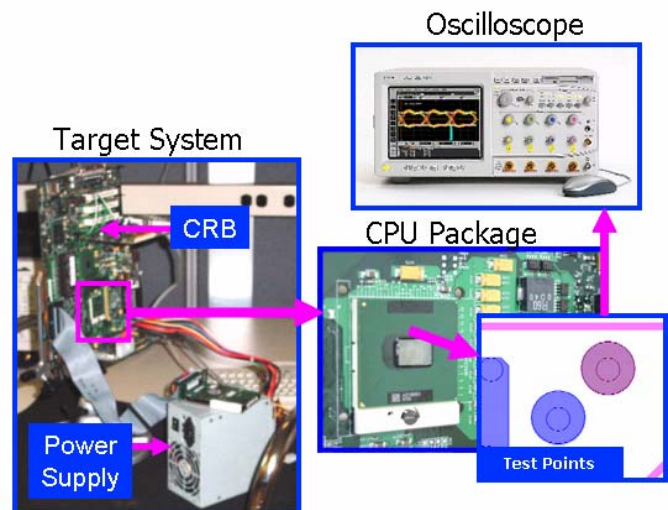 Oscilloscope
Target System
CRB
CPU Package
Power
Supply
Test Points